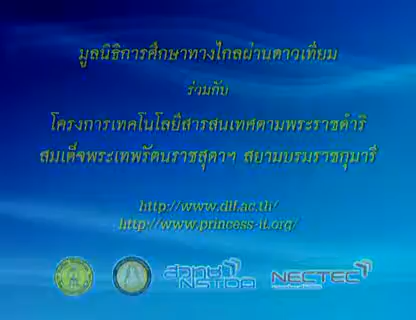 มูลนิธิการศึกษาทางไกลผ่านดาวเทียม
ร่วมกับ
โครงการเทคโนโลยีสารสนเทศตามพระราชดำริ
สมเด็จพระเทพรัตนราชสุดาฯ สยามบรมราชกุมารี
http://www.dlf.ac.th/
http://www.princess-it.org/
สวทช NECTEC
NSTDA